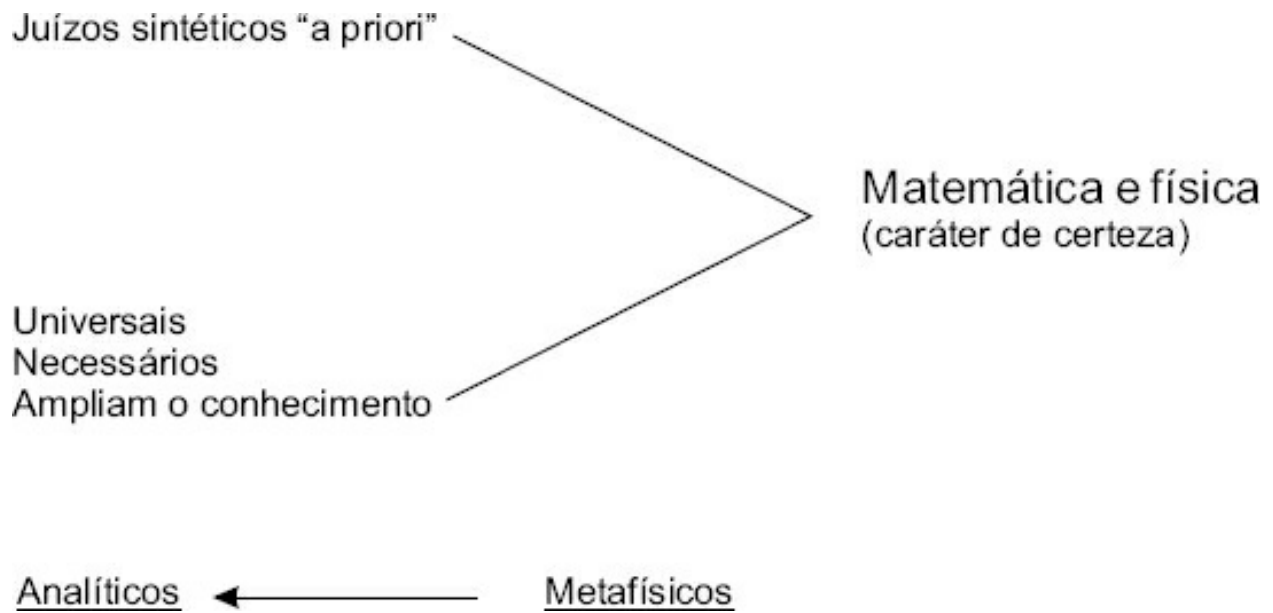 Juízos sintéticos “a priori”
Matemática e física
(caráter de certeza)
Universais
Necessários
Ampliam o conhecimento
Analíticos
Metafísicos